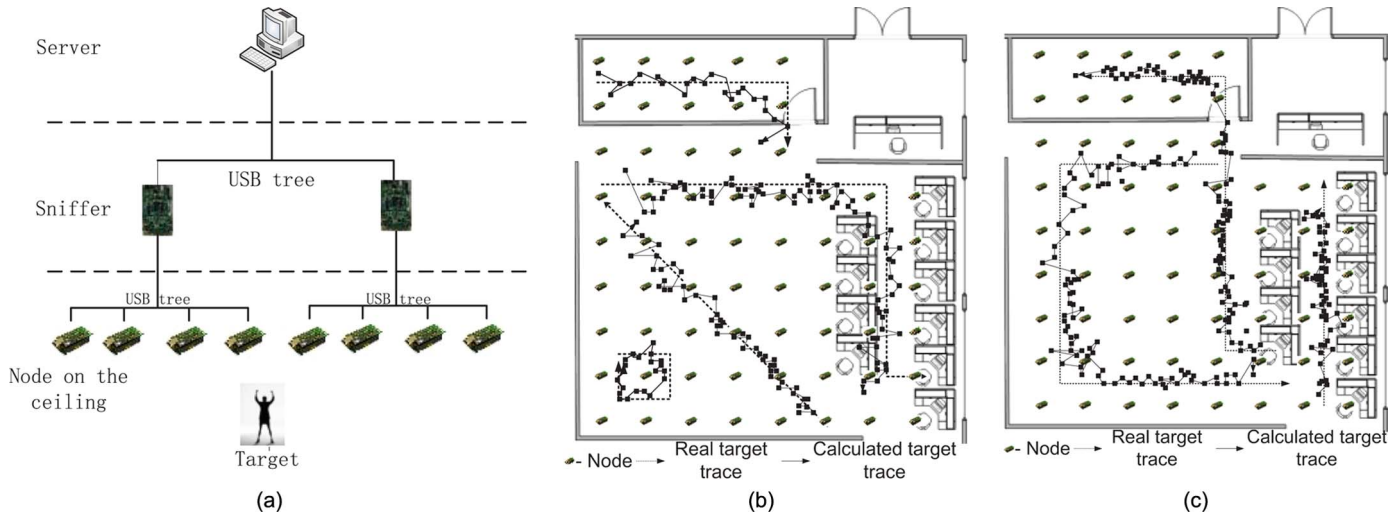 Server
USB tree
Sniffer
USB tree
USB tree
Node on the
ceiling
Target
(a)
- Node
Real target
trace
Calculated target
trace
(b)
- Node
Real target
trace
Calculated target
trace
(c)